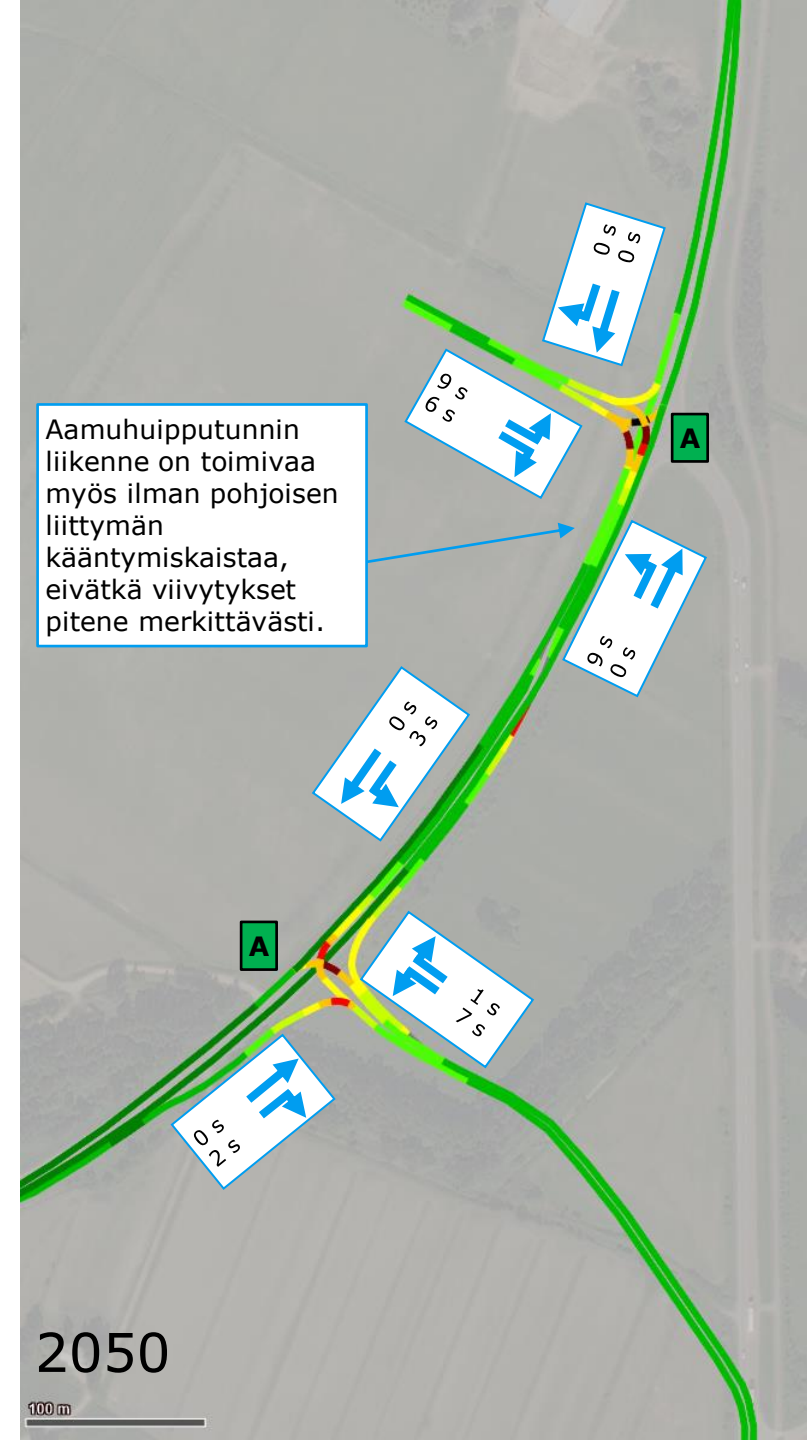 0 s
0 s
9 s
6 s
A
Aamuhuipputunnin
liikenne on toimivaa
myös ilman pohjoisen
liittymän
kääntymiskaistaa,
eivätkä viivytykset
pitene merkittävästi.
9 s
0 s
0 s
3 s
A
1 s
7 s
0 s
2 s
2050
100 m